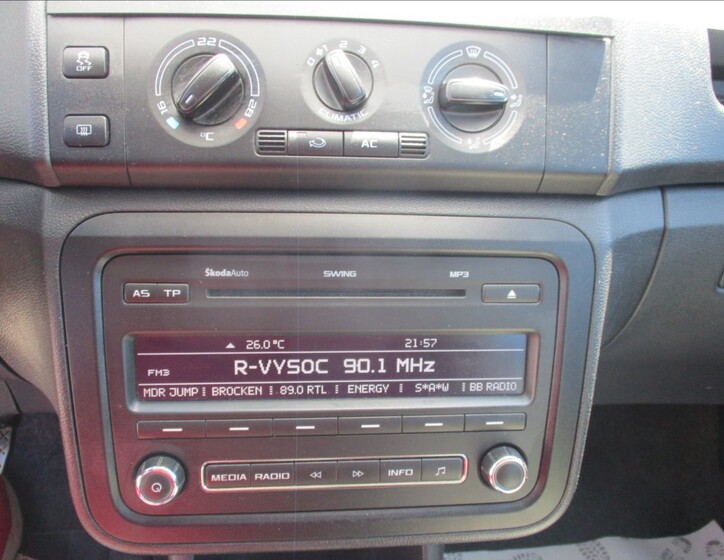 OFF
22
16 28
°C
0 1 2 3 4
CLIMATIC
AC
ŠkodaAuto SWING MP3
AS TP
26.0 °C 21:57
FM3 R-VYSOC 90.1 MHz
MDR JUMP BROCKEN 89.0 RTL ENERGY S*A*W BB RADIO
MEDIA RADIO INFO